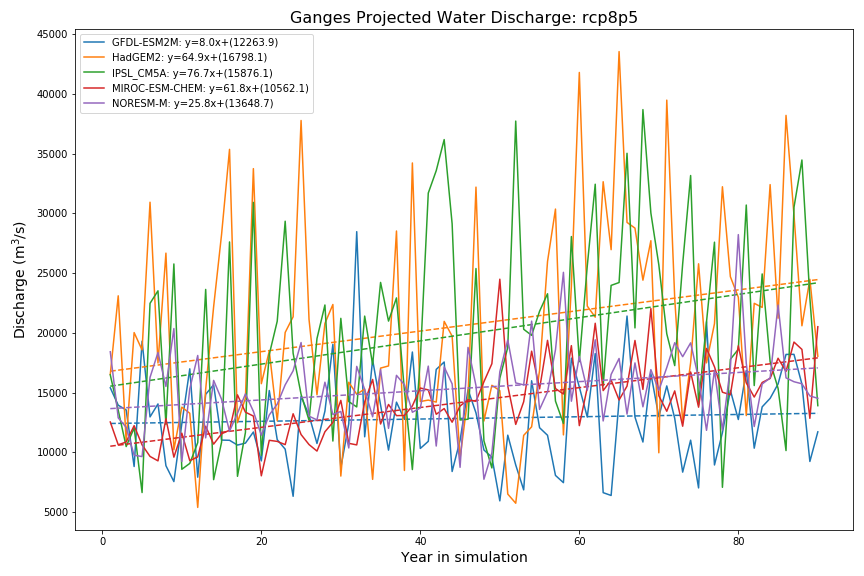 Ganges Projected Water Discharge: rcp8p5
GFDL-ESM2M: y=8.0x+(12263.9)
HadGEM2: y=64.9x+(16798.1)
IPSL_CM5A: y=76.7x+(15876.1)
MIROC-ESM-CHEM: y=61.8x+(10562.1)
NORESM-M: y=25.8x+(13648.7)
45000
40000
35000
30000
25000
20000
15000
10000
5000
Discharge (m³/s)
0 20 40 60 80
Year in simulation